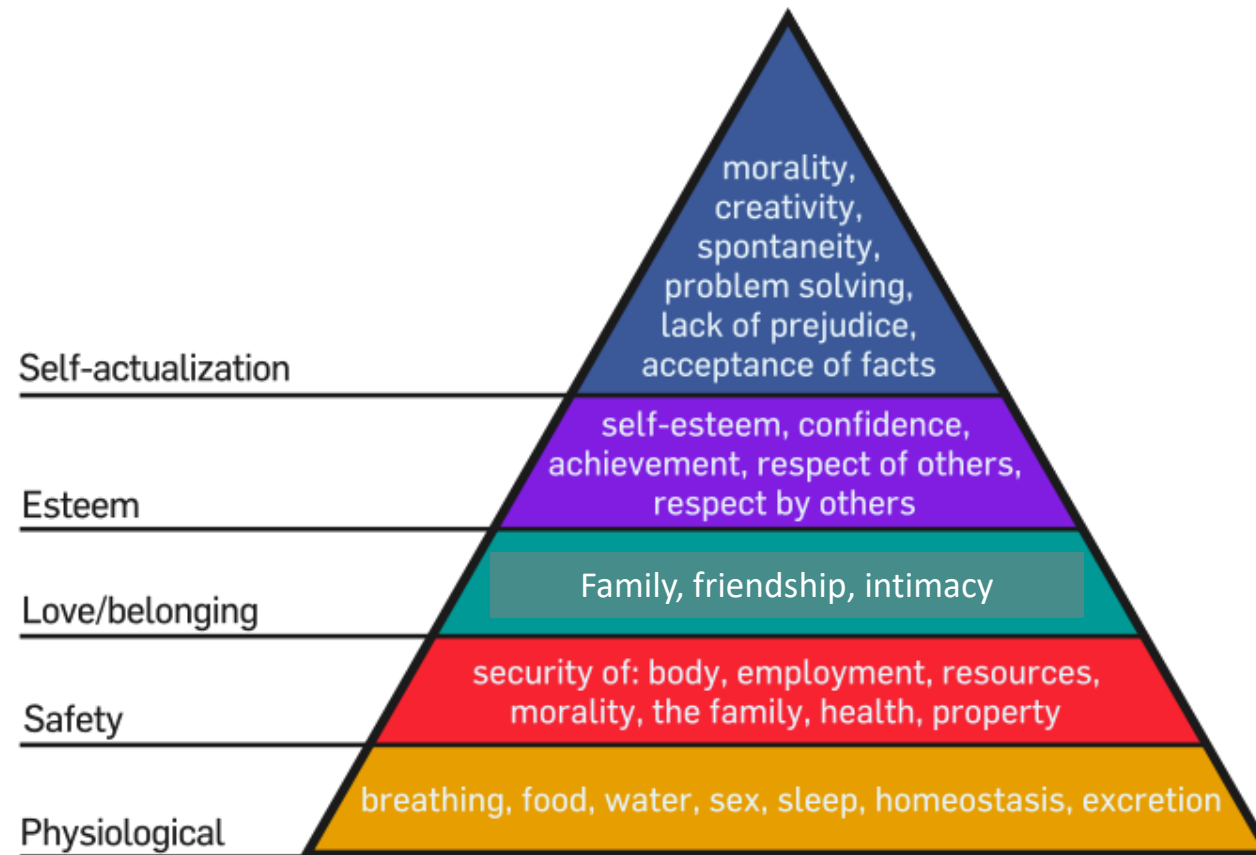 morality,
creativity,
spontaneity,
problem solving,
lack of prejudice,
acceptance of facts
Self-actualization
self-esteem, confidence,
achievement, respect of others,
respect by others
Esteem
Family, friendship, intimacy
Love/belonging
security of: body, employment, resources,
morality, the family, health, property
Safety
breathing, food, water, sex, sleep, homeostasis, excretion
Physiological